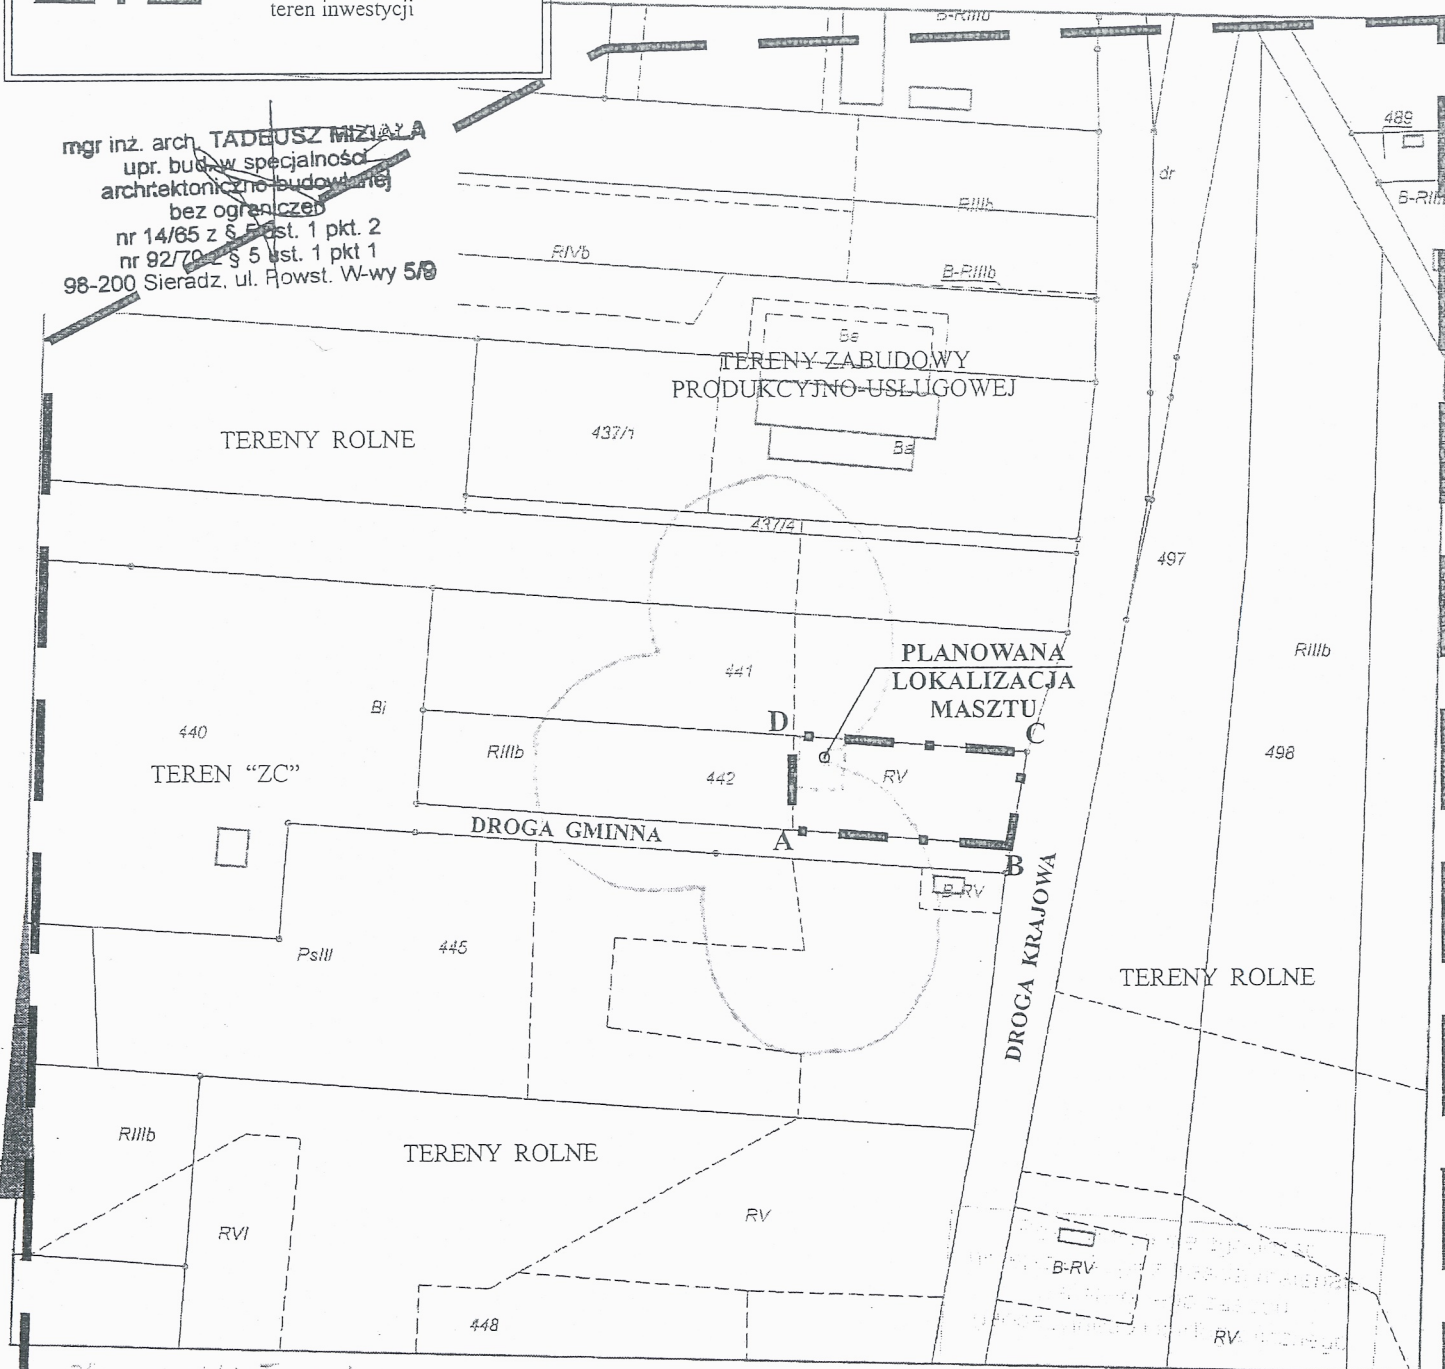 teren inwestycji
B-RIIIb
489
mgr inż. arch. TADEUSZ MIZIAŁA
upr. bud. w specjalności
architektoniczno-budowlanej
bez ograniczeń
nr 14/65 z § 5 ust. 1 pkt. 2
nr 92/79 z § 5 ust. 1 pkt 1
98-200 Sieradz, ul. Powst. W-wy 5/9
dr
RIIIb
RIVb
B-RIIIb
Ba
TERENY ZABUDOWY
PRODUKCYJNO-USŁUGOWEJ
TERENY ROLNE
437/1
Ba
437/4
497
RIIIb
PLANOWANA
LOKALIZACJA
MASZTU
441
Bi
D
C
440
TEREN “ZC”
RIIIb
442
RV
498
DROGA GMINNA
A
B
B-RV
DROGA KRAJOWA
PsIII
445
TERENY ROLNE
RIIIb
TERENY ROLNE
RVI
RV
B-RV
448
RV